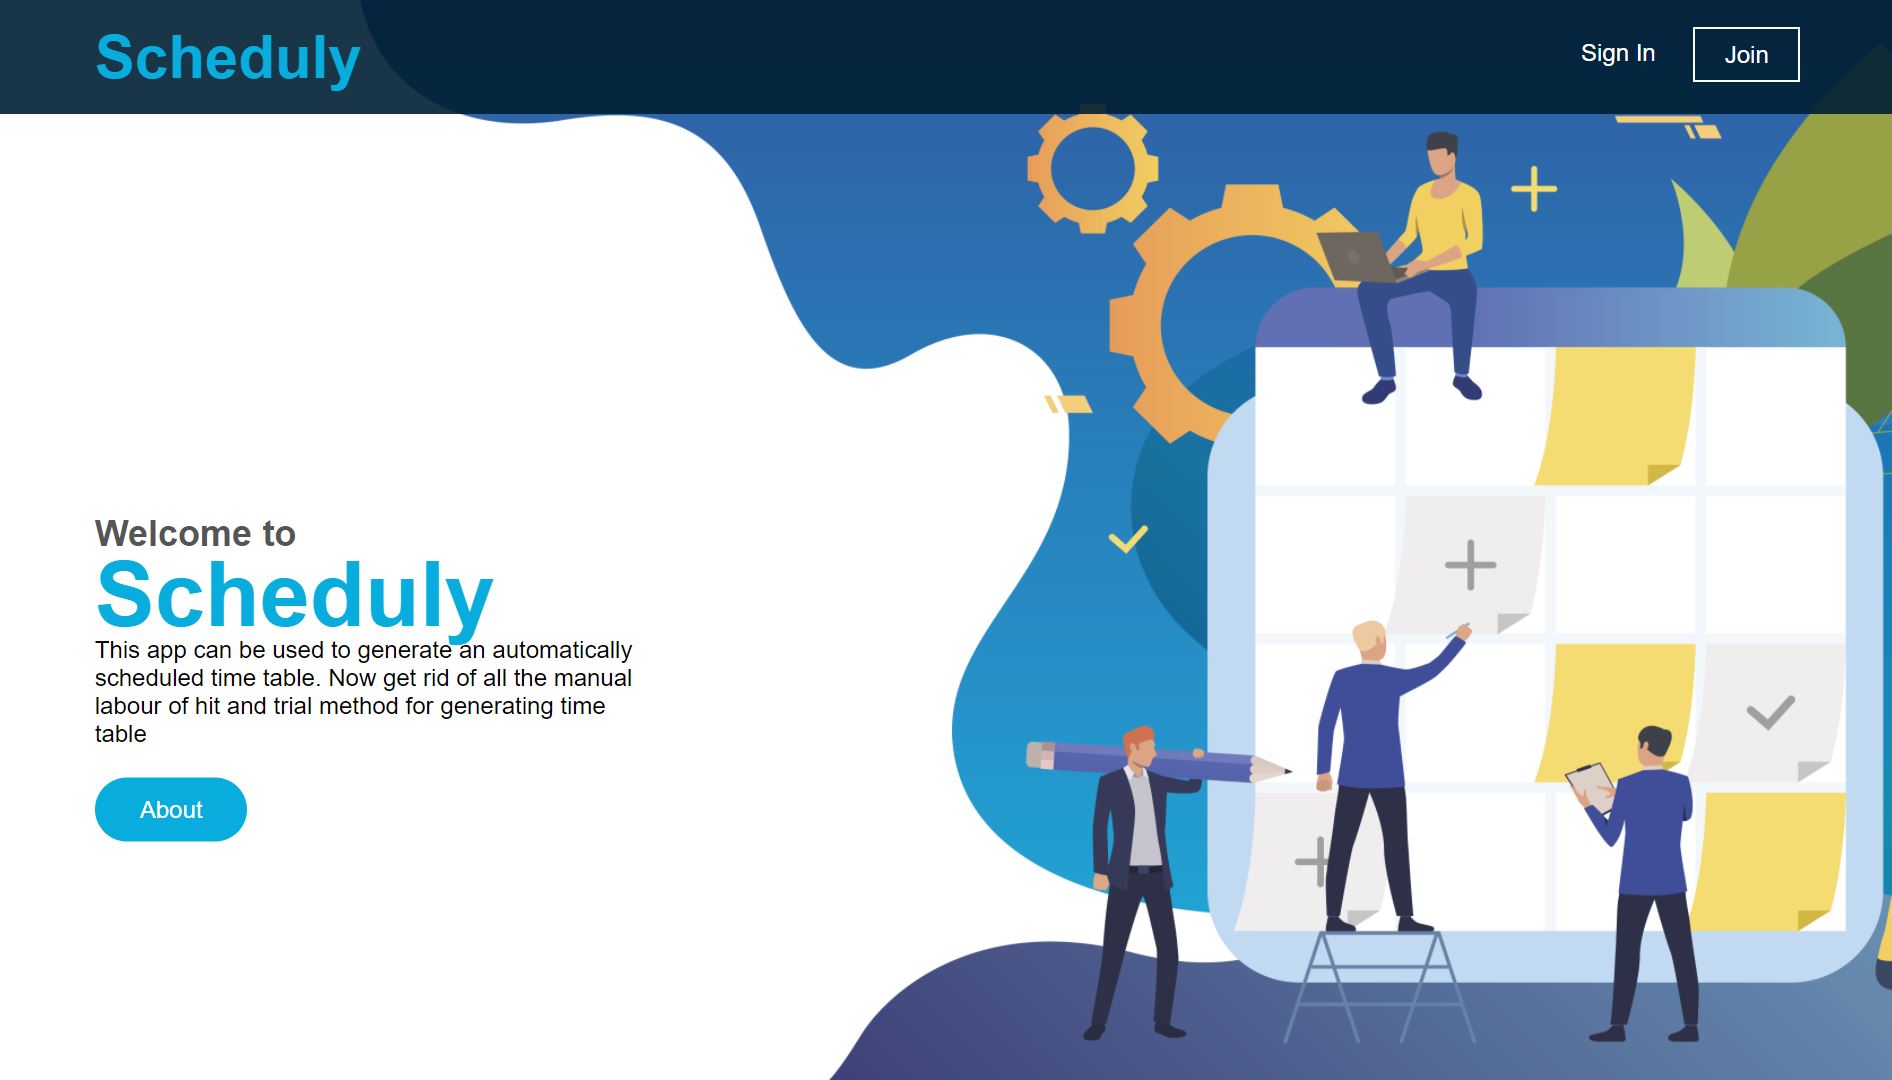 Scheduly
Sign In
Join
Welcome to
Scheduly
This app can be used to generate an automatically
scheduled time table. Now get rid of all the manual
labour of hit and trial method for generating time
table
About